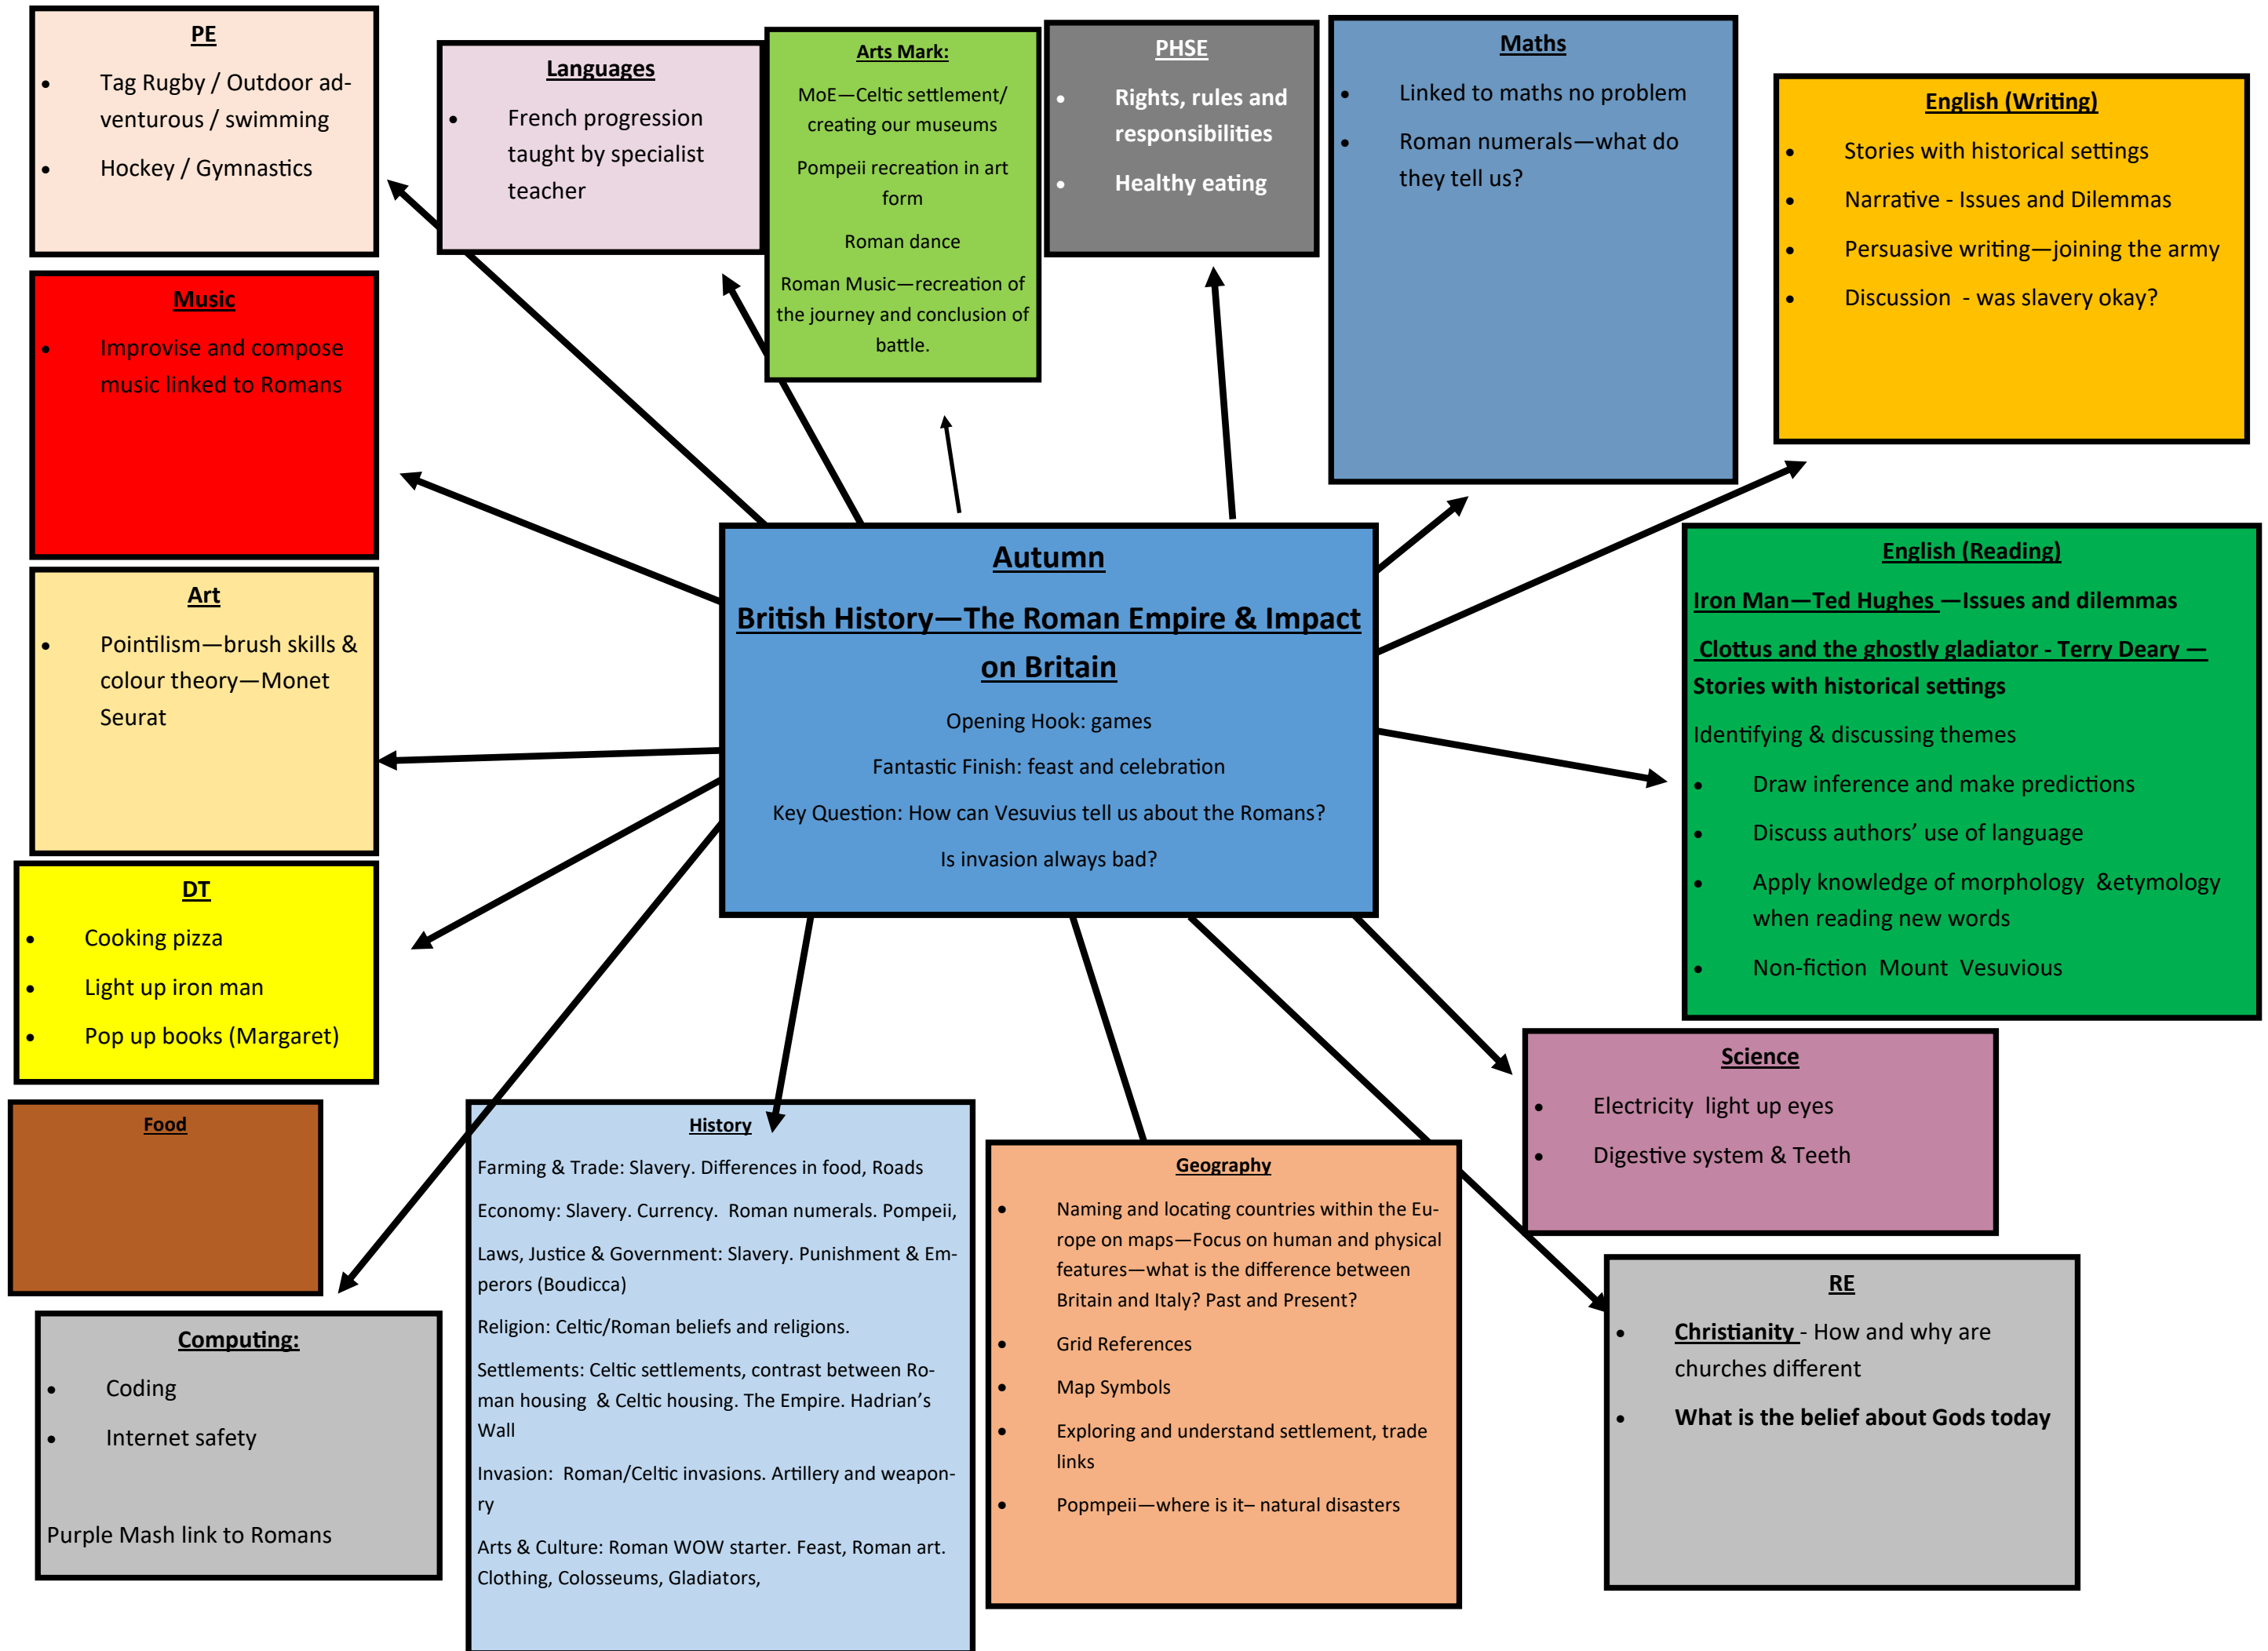 PE
• Tag Rugby / Outdoor ad-
venturous / swimming
• Hockey / Gymnastics
Languages
• French progression
taught by specialist
teacher
Arts Mark:
MoE—Celtic settlement/
creating our museums
Pompeii recreation in art
form
Roman dance
Roman Music—recreation of
the journey and conclusion of
battle.
PHSE
• Rights, rules and
responsibilities
• Healthy eating
Maths
• Linked to maths no problem
• Roman numerals—what do
they tell us?
English (Writing)
• Stories with historical settings
• Narrative - Issues and Dilemmas
• Persuasive writing—joining the army
• Discussion - was slavery okay?
Music
• Improvise and compose
music linked to Romans
Autumn
British History—The Roman Empire & Impact
on Britain
Opening Hook: games
Fantastic Finish: feast and celebration
Key Question: How can Vesuvius tell us about the Romans?
Is invasion always bad?
English (Reading)
Iron Man—Ted Hughes —Issues and dilemmas
Clottus and the ghostly gladiator - Terry Deary —
Stories with historical settings
Identifying & discussing themes
• Draw inference and make predictions
• Discuss authors' use of language
• Apply knowledge of morphology &etymology
when reading new words
• Non-fiction Mount Vesuvious
Art
• Pointilism—brush skills &
colour theory—Monet
Seurat
DT
• Cooking pizza
• Light up iron man
• Pop up books (Margaret)
Food
Computing:
• Coding
• Internet safety
Purple Mash link to Romans
History
Farming & Trade: Slavery. Differences in food, Roads
Economy: Slavery. Currency. Roman numerals. Pompeii,
Laws, Justice & Government: Slavery. Punishment & Em-
perors (Boudicca)
Religion: Celtic/Roman beliefs and religions.
Settlements: Celtic settlements, contrast between Ro-
man housing & Celtic housing. The Empire. Hadrian's
Wall
Invasion: Roman/Celtic invasions. Artillery and weapon-
ry
Arts & Culture: Roman WOW starter. Feast, Roman art.
Clothing, Colosseums, Gladiators,
Geography
• Naming and locating countries within the Eu-
rope on maps—Focus on human and physical
features—what is the difference between
Britain and Italy? Past and Present?
• Grid References
• Map Symbols
• Exploring and understand settlement, trade
links
• Popmpeii—where is it– natural disasters
Science
• Electricity light up eyes
• Digestive system & Teeth
RE
• Christianity - How and why are
churches different
• What is the belief about Gods today